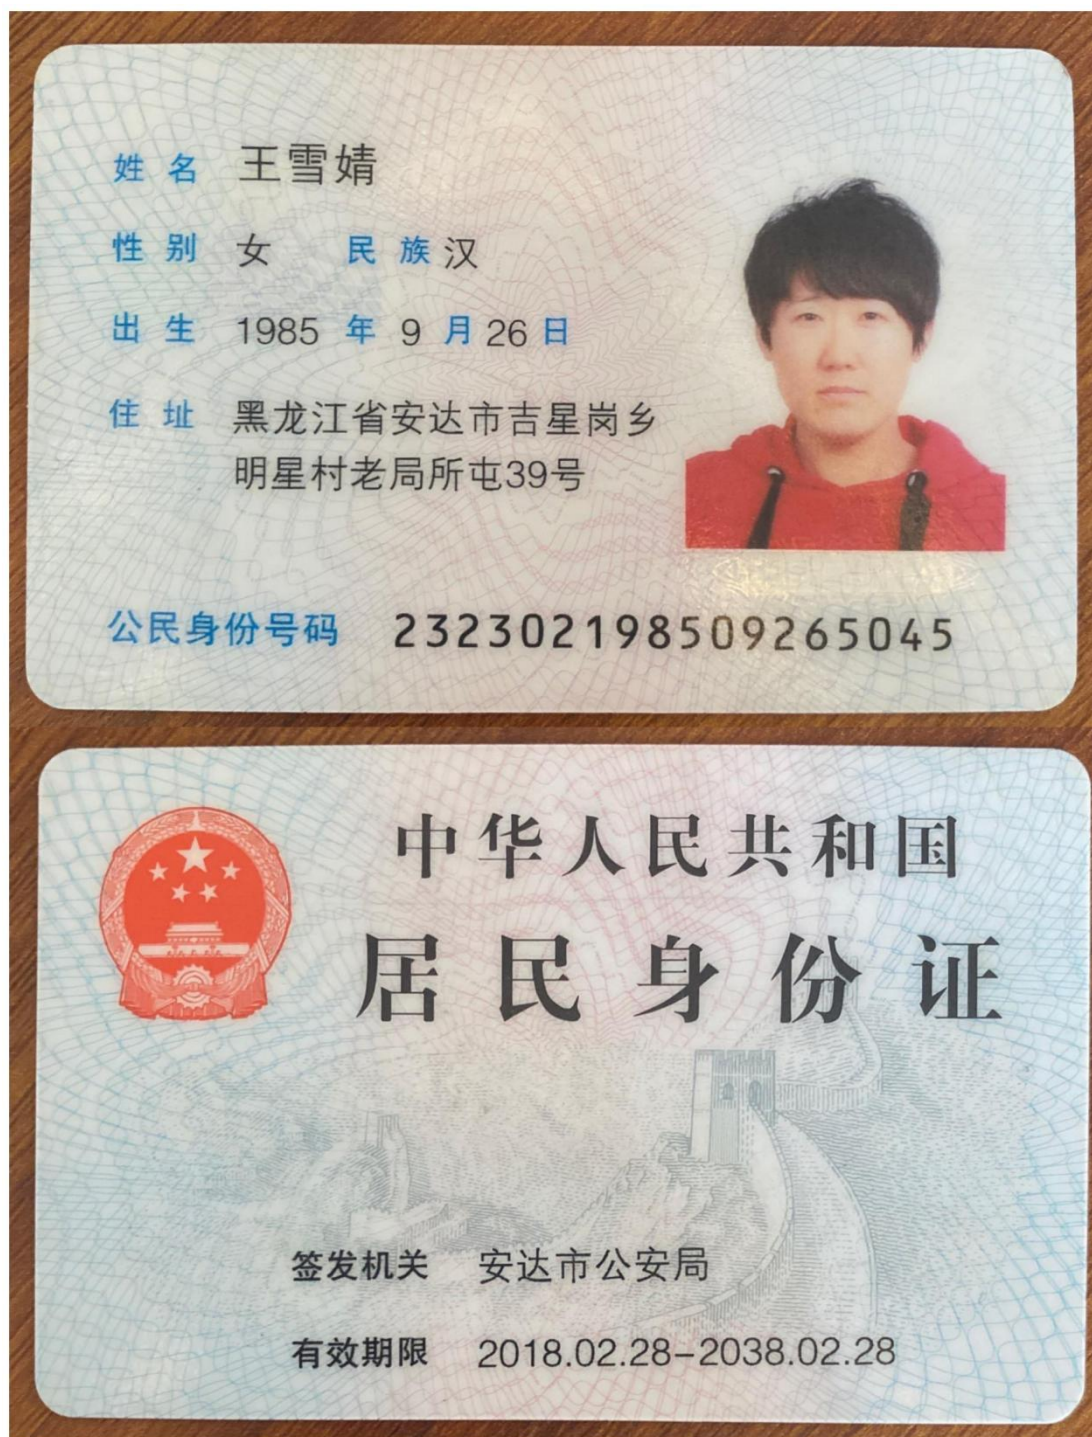 姓名 王雪婧
性别 女 民族 汉
出生 1985 年 9 月 26 日
住址 黑龙江省安达市吉星岗乡
明星村老局所屯39号
公民身份号码 232302198509265045
中华人民共和国
居民身份证
签发机关 安达市公安局
有效期限 2018.02.28-2038.02.28